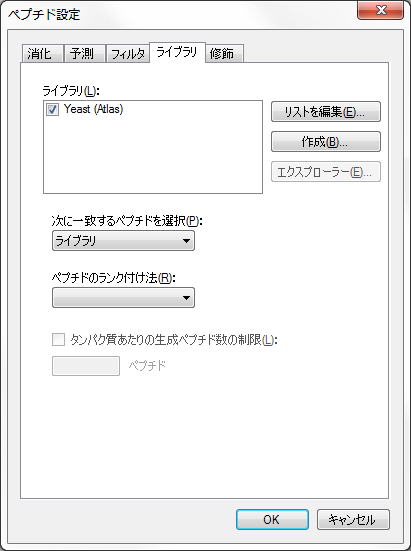 ペプチド設定
消化 予測 フィルタ ライブラリ 修飾
ライブラリ(L):
Yeast (Atlas)
リストを編集(E)...
作成(B)...
エクスプローラー(E)...
次に一致するペプチドを選択(P):
ライブラリ
ペプチドのランク付け法(R):
タンパク質あたりの生成ペプチド数の制限(L):
ペプチド
OK キャンセル